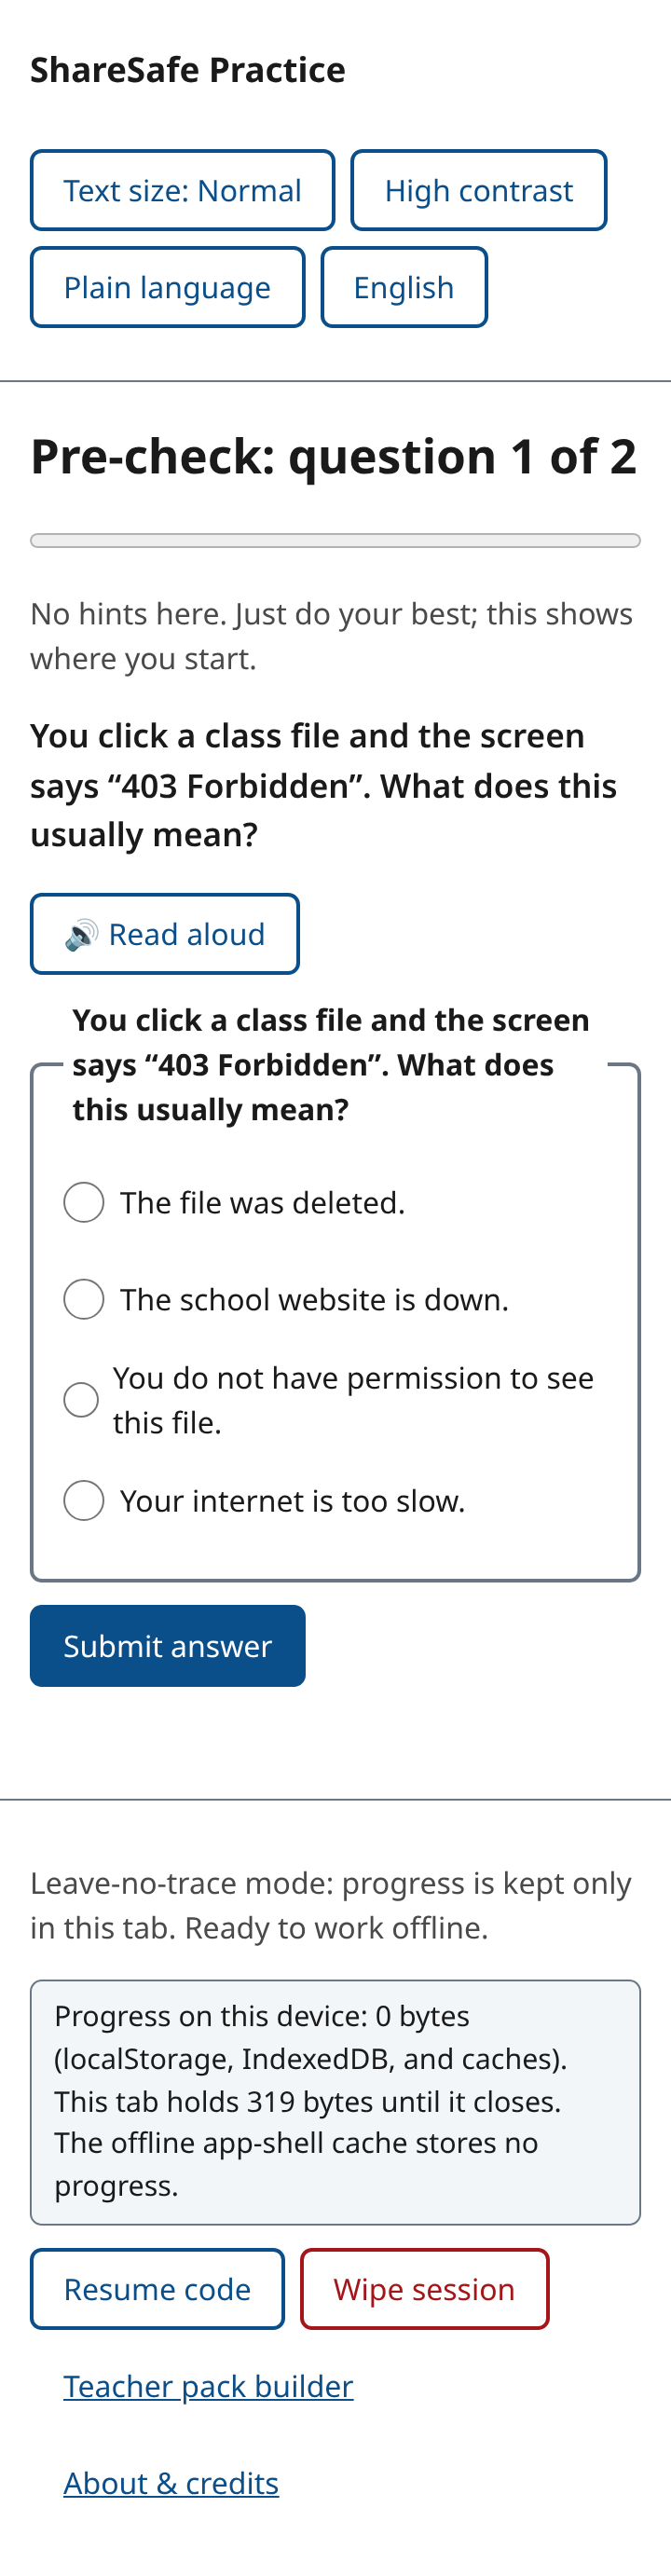 ShareSafe Practice
Text size: Normal
High contrast
Plain language
English
Pre-check: question 1 of 2
No hints here. Just do your best; this shows
where you start.
You click a class file and the screen
says “403 Forbidden”. What does this
usually mean?
🔊 Read aloud
You click a class file and the screen
says “403 Forbidden”. What does
this usually mean?
The file was deleted.
The school website is down.
You do not have permission to see
this file.
Your internet is too slow.
Submit answer
Leave-no-trace mode: progress is kept only
in this tab. Ready to work offline.
Progress on this device: 0 bytes
(localStorage, IndexedDB, and caches).
This tab holds 319 bytes until it closes.
The offline app-shell cache stores no
progress.
Resume code
Wipe session
Teacher pack builder
About & credits